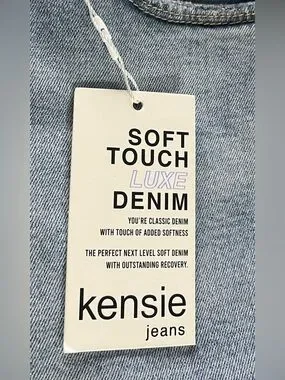 SOFT
TOUCH
LUXE
DENIM
YOU'RE CLASSIC DENIM
WITH TOUCH OF ADDED SOFTNESS
THE PERFECT NEXT LEVEL SOFT DENIM
WITH OUTSTANDING RECOVERY.
kensie
jeans